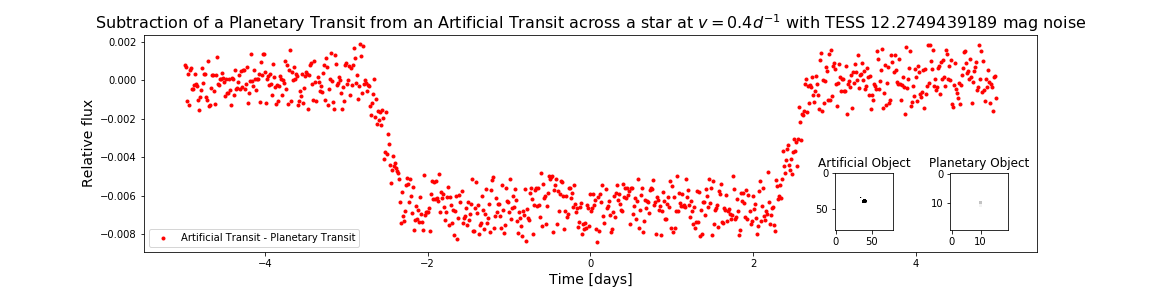 Subtraction of a Planetary Transit from an Artificial Transit across a star at v = 0.4d⁻¹ with TESS 12.2749439189 mag noise
0.002
0.000
−0.002
−0.004
−0.006
−0.008
Relative flux
Artificial Transit - Planetary Transit
Artificial Object
0
50
0 50
Planetary Object
0
10
0 10
−4 −2 0 2 4
Time [days]